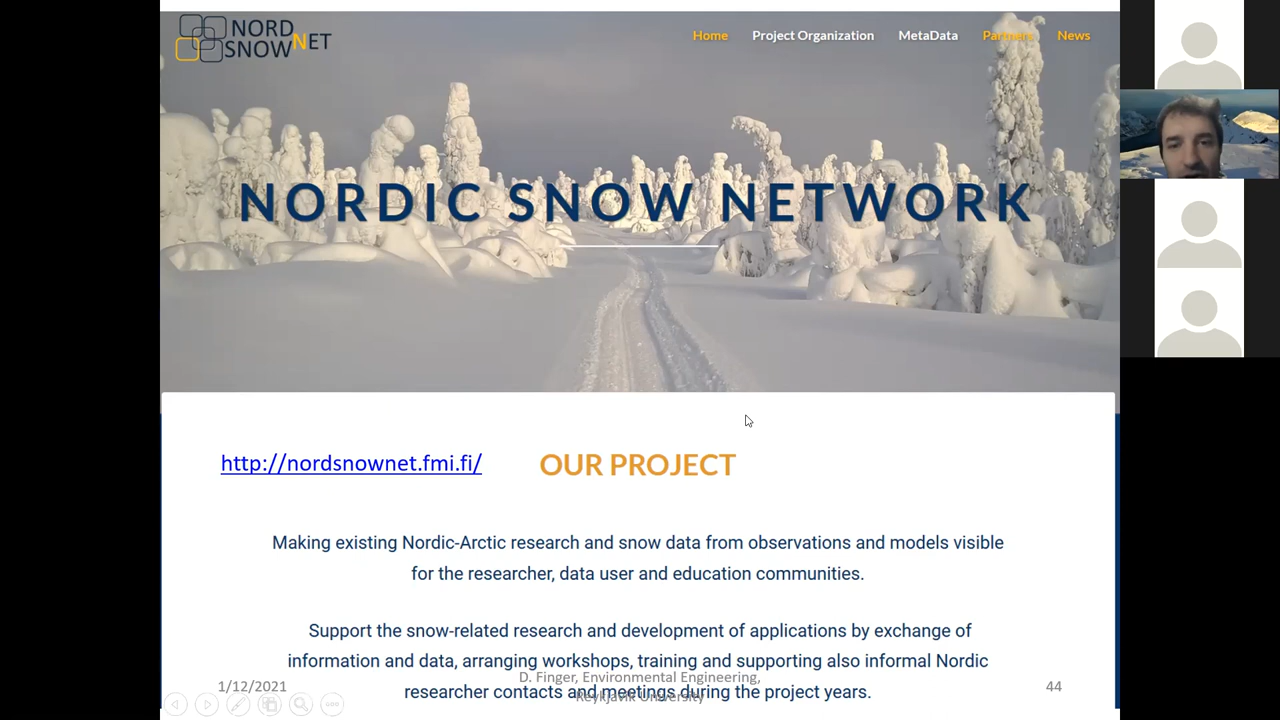 NORD
SNOWNET
Home Project Organization MetaData Partners News
NORDIC SNOW NETWORK
http://nordsnownet.fmi.fi/
OUR PROJECT
Making existing Nordic-Arctic research and snow data from observations and models visible
for the researcher, data user and education communities.
Support the snow-related research and development of applications by exchange of
information and data, arranging workshops, training and supporting also informal Nordic
researcher contacts and meetings during the project years.
1/12/2021
D. Finger, Environmental Engineering,
Reykjavik University
44